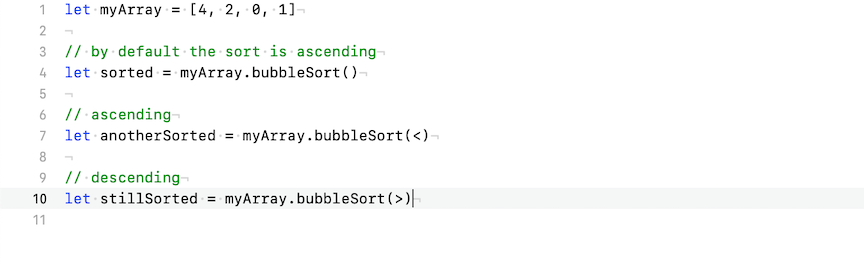 1 let myArray = [4, 2, 0, 1]
2
3 // by default the sort is ascending
4 let sorted = myArray.bubbleSort()
5
6 // ascending
7 let anotherSorted = myArray.bubbleSort(<)
8
9 // descending
10 let stillSorted = myArray.bubbleSort(>)
11